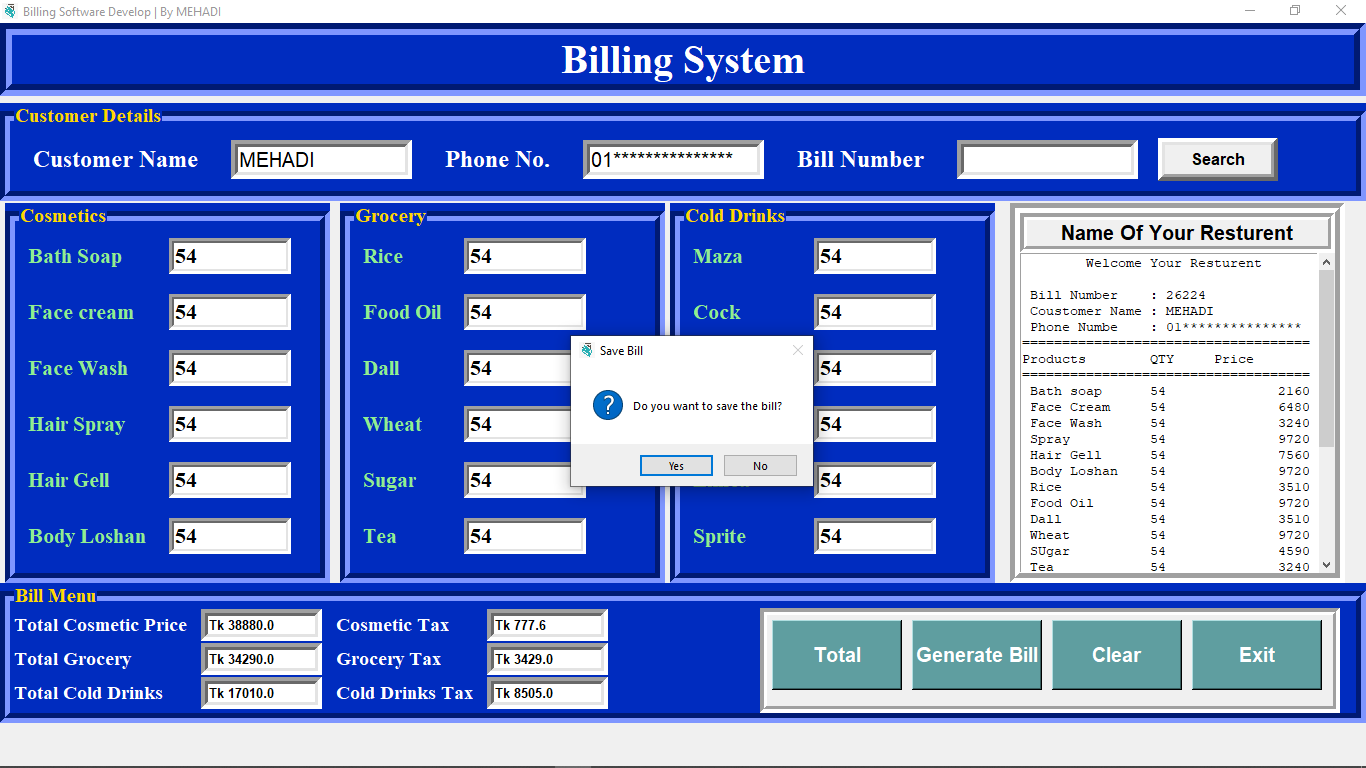 Billing Software Develop | By MEHADI
Billing System
Customer Details
Customer Name MEHADI Phone No. 01*************** Bill Number Search
Cosmetics
Bath Soap 54
Face cream 54
Face Wash 54
Hair Spray 54
Hair Gell 54
Body Loshan 54
Grocery
Rice 54
Food Oil 54
Dall 54
Wheat 54
Sugar 54
Tea 54
Cold Drinks
Maza 54
Cock 54
54
54
54
Sprite 54
Save Bill
Do you want to save the bill?
Yes No
Name Of Your Resturent
Welcome Your Resturent
Bill Number : 26224
Coustomer Name : MEHADI
Phone Numbe : 01***************
====================================
Products QTY Price
====================================
Bath soap 54 2160
Face Cream 54 6480
Face Wash 54 3240
Spray 54 9720
Hair Gell 54 7560
Body Loshan 54 9720
Rice 54 3510
Food Oil 54 9720
Dall 54 3510
Wheat 54 9720
SUgar 54 4590
Tea 54 3240
Bill Menu
Total Cosmetic Price Tk 38880.0 Cosmetic Tax Tk 777.6
Total Grocery Tk 34290.0 Grocery Tax Tk 3429.0
Total Cold Drinks Tk 17010.0 Cold Drinks Tax Tk 8505.0
Total Generate Bill Clear Exit